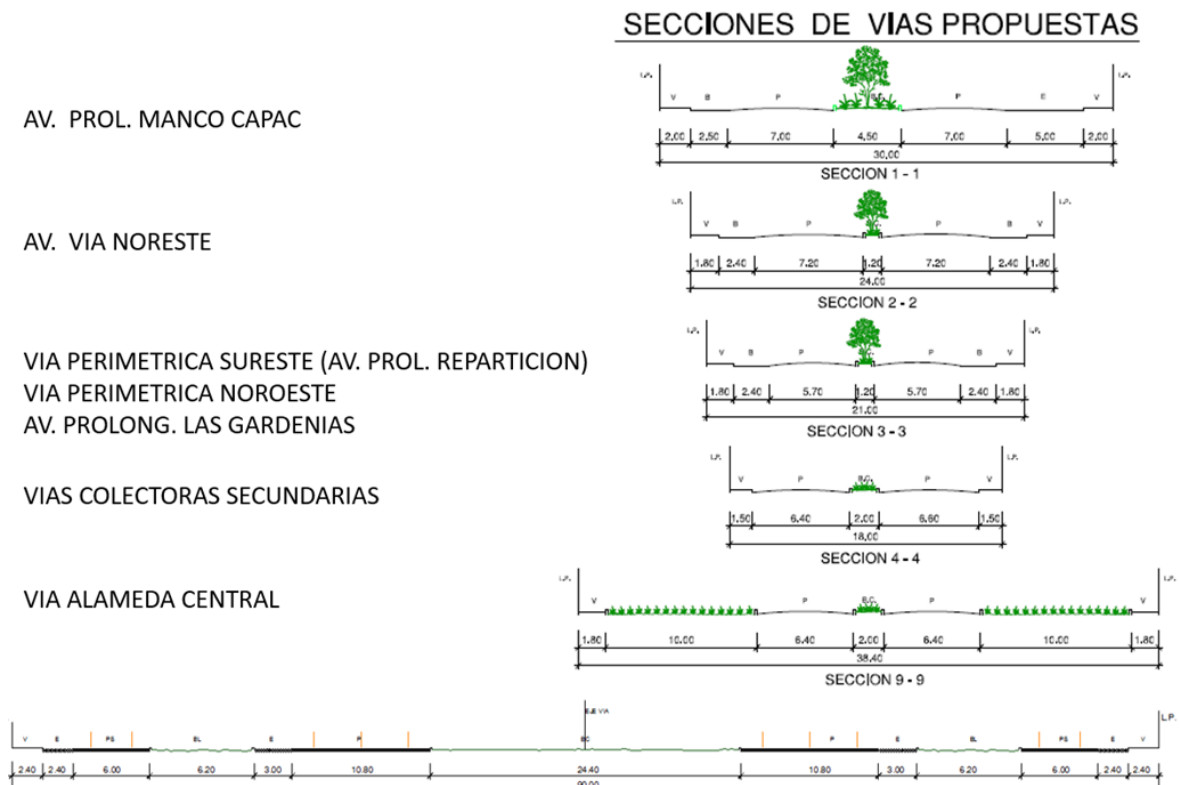 SECCIONES DE VIAS PROPUESTAS
AV. PROL. MANCO CAPAC
L.P. L.P.
V B P B.C. P E V
2.00 2.50 7.00 4.50 7.00 5.00 2.00
30.00
SECCION 1 - 1
AV. VIA NORESTE
L.P. L.P.
V B P B.C. P B V
1.80 2.40 7.20 1.20 7.20 2.40 1.80
24.00
SECCION 2 - 2
VIA PERIMETRICA SURESTE (AV. PROL. REPARTICION)
VIA PERIMETRICA NOROESTE
AV. PROLONG. LAS GARDENIAS
L.P. L.P.
V B P B.C. P B V
1.80 2.40 5.70 1.20 5.70 2.40 1.80
21.00
SECCION 3 - 3
VIAS COLECTORAS SECUNDARIAS
L.P. L.P.
V P B.C. P V
1.50 6.40 2.00 6.60 1.50
18.00
SECCION 4 - 4
VIA ALAMEDA CENTRAL
L.P. L.P.
V P B.C. P V
1.80 10.00 6.40 2.00 6.40 10.00 1.80
38.40
SECCION 9 - 9
EJE VIA
L.P.
V E PS BL E P BC P E BL PS E V
2.40 2.40 6.00 6.20 3.00 10.80 24.40 10.80 3.00 6.20 6.00 2.40 2.40
90.00